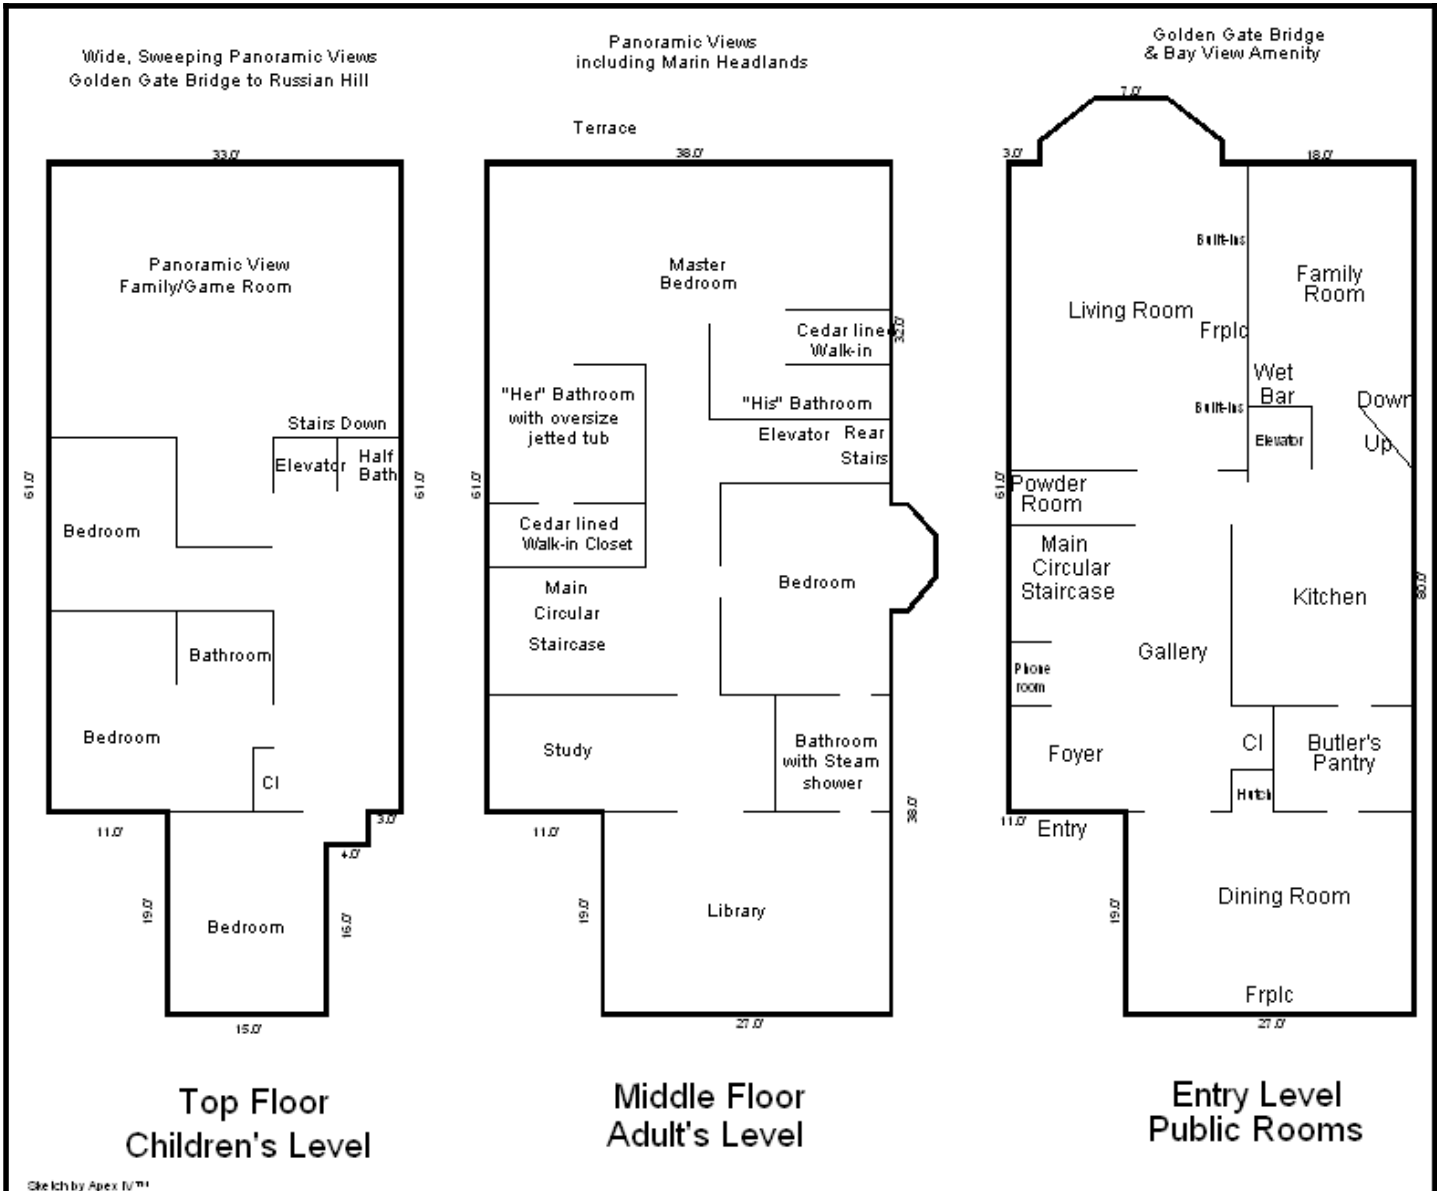 Wide, Sweeping Panoramic Views
Golden Gate Bridge to Russian Hill
33.0'
Panoramic View
Family/Game Room
Stairs Down
Elevator
Half
Bath
61.0'
61.0'
Bedroom
Bathroom
Bedroom
Cl
11.0'
3.0'
4.0'
19.0'
16.0'
Bedroom
15.0'
Top Floor
Children's Level
Sketch by Apex IV™
Panoramic Views
including Marin Headlands
Terrace
38.0'
Master
Bedroom
Cedar lined
Walk-in
32.0'
"Her" Bathroom
with oversize
jetted tub
"His" Bathroom
Elevator
Rear
Stairs
61.0'
Cedar lined
Walk-in Closet
Main
Circular
Staircase
Bedroom
Study
Bathroom
with Steam
shower
11.0'
38.0'
19.0'
Library
27.0'
Middle Floor
Adult's Level
Golden Gate Bridge
& Bay View Amenity
7.0'
3.0'
18.0'
Built-Ins
Family
Room
Living Room
Frplc
Wet
Bar
Built-Ins
Elevator
Down
Up
61.0'
Powder
Room
Main
Circular
Staircase
Kitchen
80.0'
Gallery
Phone
room
Foyer
Cl
Butler's
Pantry
Hutch
11.0'
Entry
19.0'
Dining Room
Frplc
27.0'
Entry Level
Public Rooms